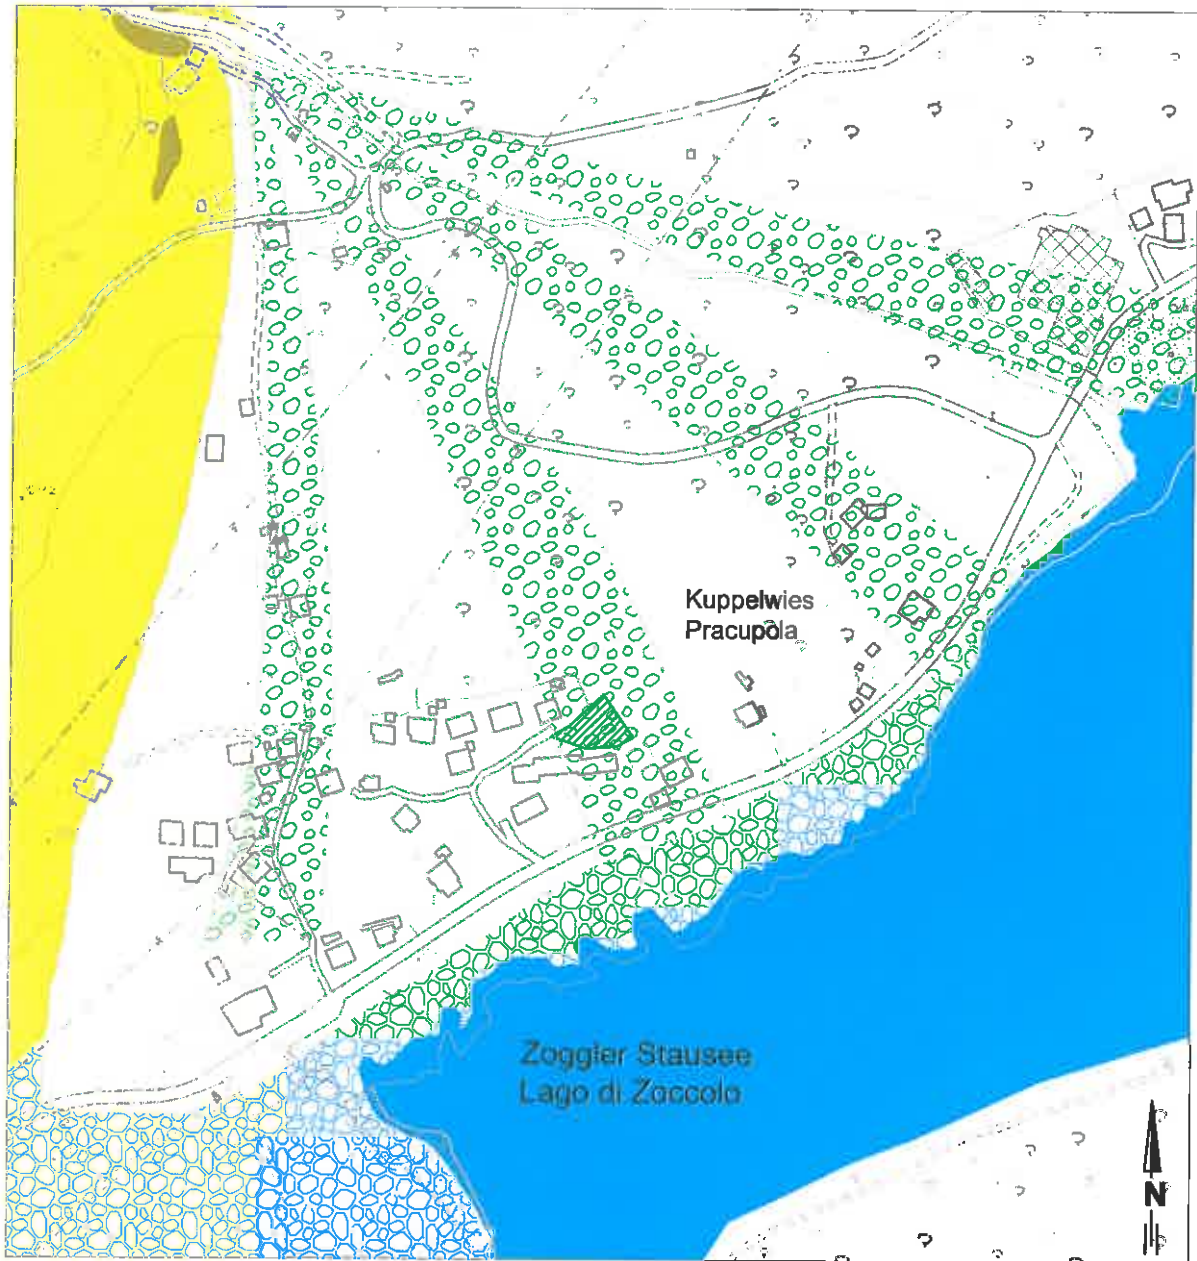 Kuppelwies
Pracupola
Zoggler Stausee
Lago di Zoccolo
N